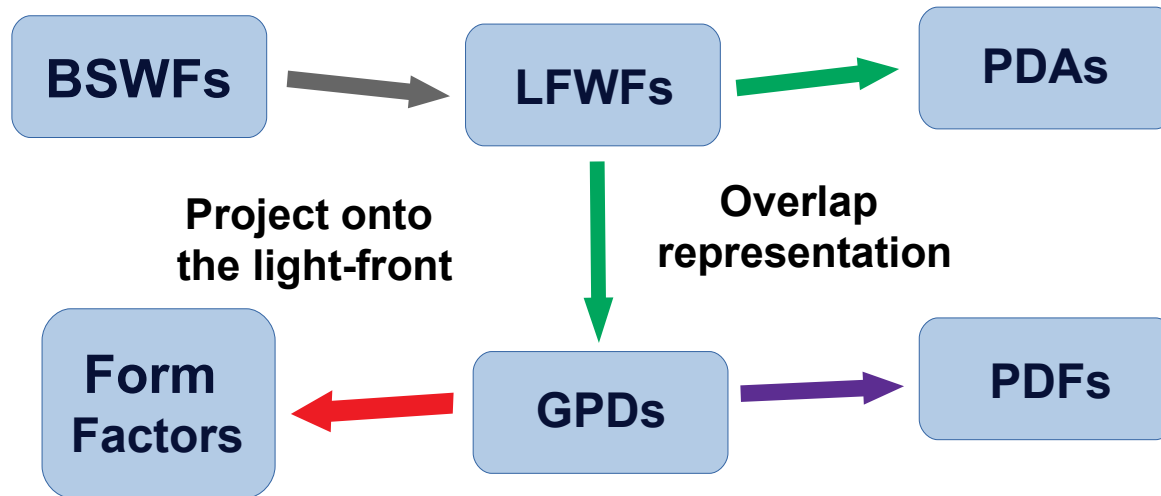 BSWFs
LFWFs
PDAs
Project onto
the light-front
Overlap
representation
Form
Factors
GPDs
PDFs